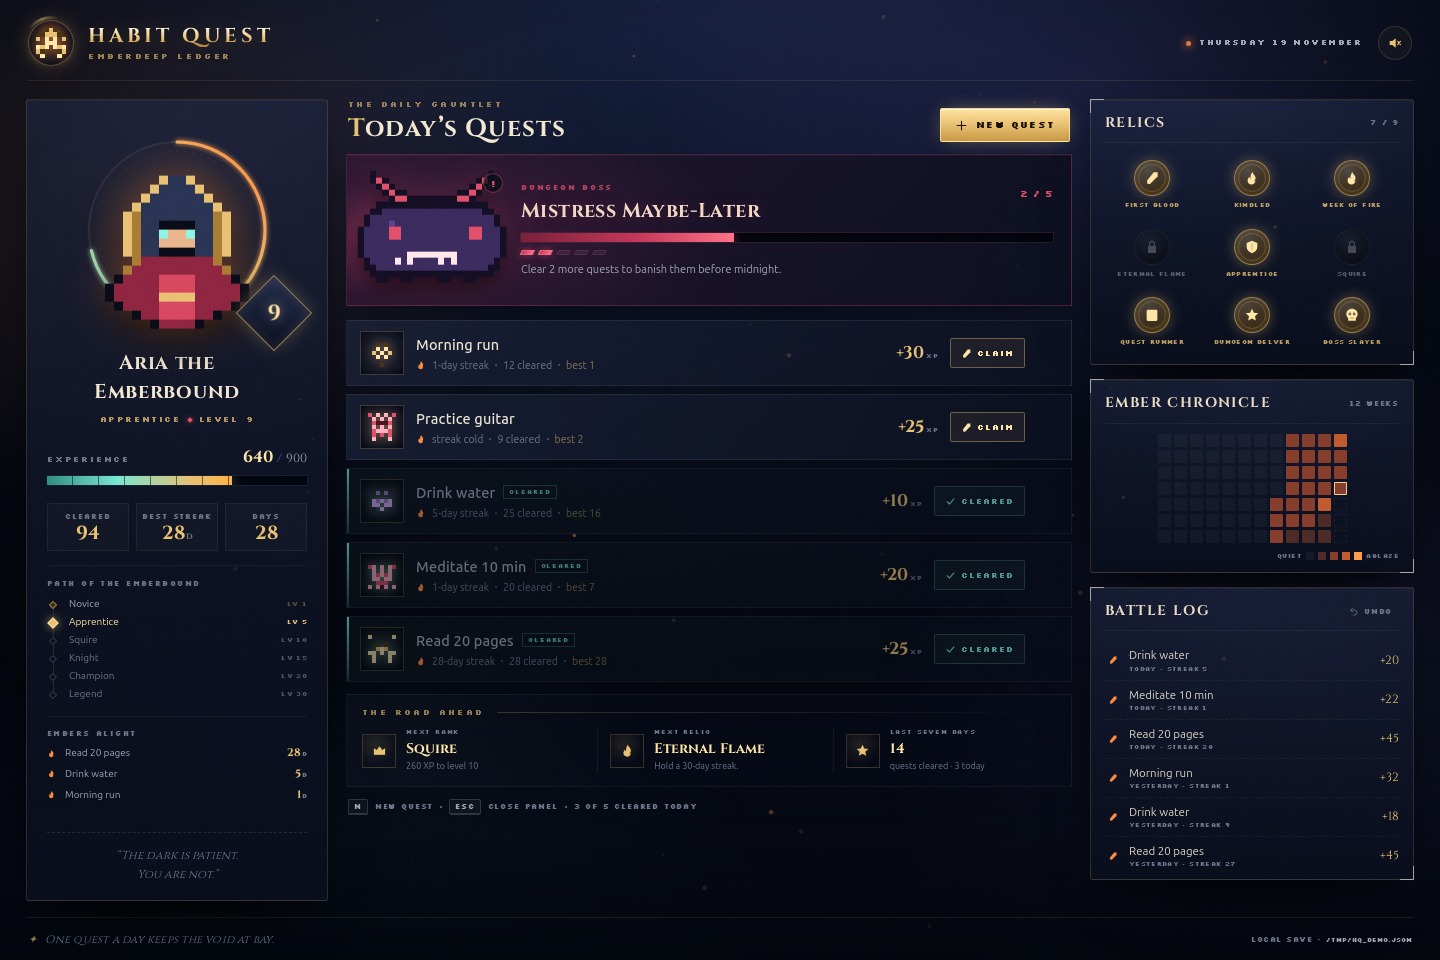 HABIT QUEST
EMBERDEEP LEDGER
THURSDAY 19 NOVEMBER
9
ARIA THE
EMBERBOUND
APPRENTICE ◆ LEVEL 9
EXPERIENCE 640 / 900
CLEARED
94
BEST STREAK
28D
DAYS
28
PATH OF THE EMBERBOUND
Novice LV 1
Apprentice LV 5
Squire LV 10
Knight LV 15
Champion LV 20
Legend LV 30
EMBERS ALIGHT
Read 20 pages 28D
Drink water 5D
Morning run 1D
“THE DARK IS PATIENT.
YOU ARE NOT.”
THE DAILY GAUNTLET
TODAY’S QUESTS
+ NEW QUEST
!
DUNGEON BOSS
2 / 5
MISTRESS MAYBE-LATER
Clear 2 more quests to banish them before midnight.
Morning run
1-day streak · 12 cleared · best 1
+30 XP
CLAIM
Practice guitar
streak cold · 9 cleared · best 2
+25 XP
CLAIM
Drink water CLEARED
5-day streak · 25 cleared · best 16
+10 XP
✓ CLEARED
Meditate 10 min CLEARED
1-day streak · 20 cleared · best 7
+20 XP
✓ CLEARED
Read 20 pages CLEARED
28-day streak · 28 cleared · best 28
+25 XP
✓ CLEARED
THE ROAD AHEAD
NEXT RANK
SQUIRE
260 XP to level 10
NEXT RELIC
ETERNAL FLAME
Hold a 30-day streak.
LAST SEVEN DAYS
14
quests cleared · 3 today
N NEW QUEST · ESC CLOSE PANEL · 3 OF 5 CLEARED TODAY
RELICS 7 / 9
FIRST BLOOD
KINDLED
WEEK OF FIRE
ETERNAL FLAME
APPRENTICE
SQUIRE
QUEST RUNNER
DUNGEON DELVER
BOSS SLAYER
EMBER CHRONICLE 12 WEEKS
QUIET ABLAZE
BATTLE LOG UNDO
Drink water +20
TODAY · STREAK 5
Meditate 10 min +22
TODAY · STREAK 1
Read 20 pages +45
TODAY · STREAK 28
Morning run +32
YESTERDAY · STREAK 1
Drink water +18
YESTERDAY · STREAK 4
Read 20 pages +45
YESTERDAY · STREAK 27
ONE QUEST A DAY KEEPS THE VOID AT BAY.
LOCAL SAVE · /TMP/HQ_DEMO.JSON